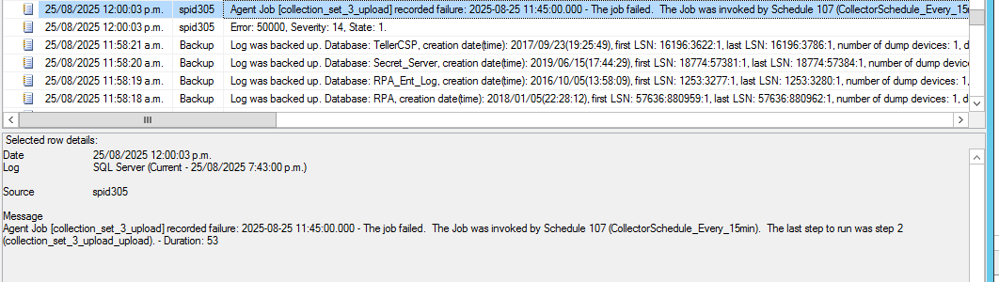 25/08/2025 12:00:03 p.m. spid305 Agent Job [collection_set_3_upload] recorded failure: 2025-08-25 11:45:00.000 - The job failed.  The Job was invoked by Schedule 107 (CollectorSchedule_Every_15
25/08/2025 12:00:03 p.m. spid305 Error: 50000, Severity: 14, State: 1.
25/08/2025 11:58:21 a.m. Backup Log was backed up. Database: TellerCSP, creation date(time): 2017/09/23(19:25:49), first LSN: 16196:3622:1, last LSN: 16196:3786:1, number of dump devices: 1, d
25/08/2025 11:58:20 a.m. Backup Log was backed up. Database: Secret_Server, creation date(time): 2019/06/15(17:44:29), first LSN: 18774:57381:1, last LSN: 18774:57384:1, number of dump device
25/08/2025 11:58:19 a.m. Backup Log was backed up. Database: RPA_Ent_Log, creation date(time): 2016/10/05(13:58:09), first LSN: 1253:3277:1, last LSN: 1253:3280:1, number of dump devices: 1,
25/08/2025 11:58:18 a.m. Backup Log was backed up. Database: RPA, creation date(time): 2018/01/05(22:28:12), first LSN: 57636:880959:1, last LSN: 57636:880962:1, number of dump devices: 1, d
Selected row details:
Date 25/08/2025 12:00:03 p.m.
Log SQL Server (Current - 25/08/2025 7:43:00 p.m.)
Source spid305
Message
Agent Job [collection_set_3_upload] recorded failure: 2025-08-25 11:45:00.000 - The job failed.  The Job was invoked by Schedule 107 (CollectorSchedule_Every_15min).  The last step to run was step 2
(collection_set_3_upload_upload). - Duration: 53